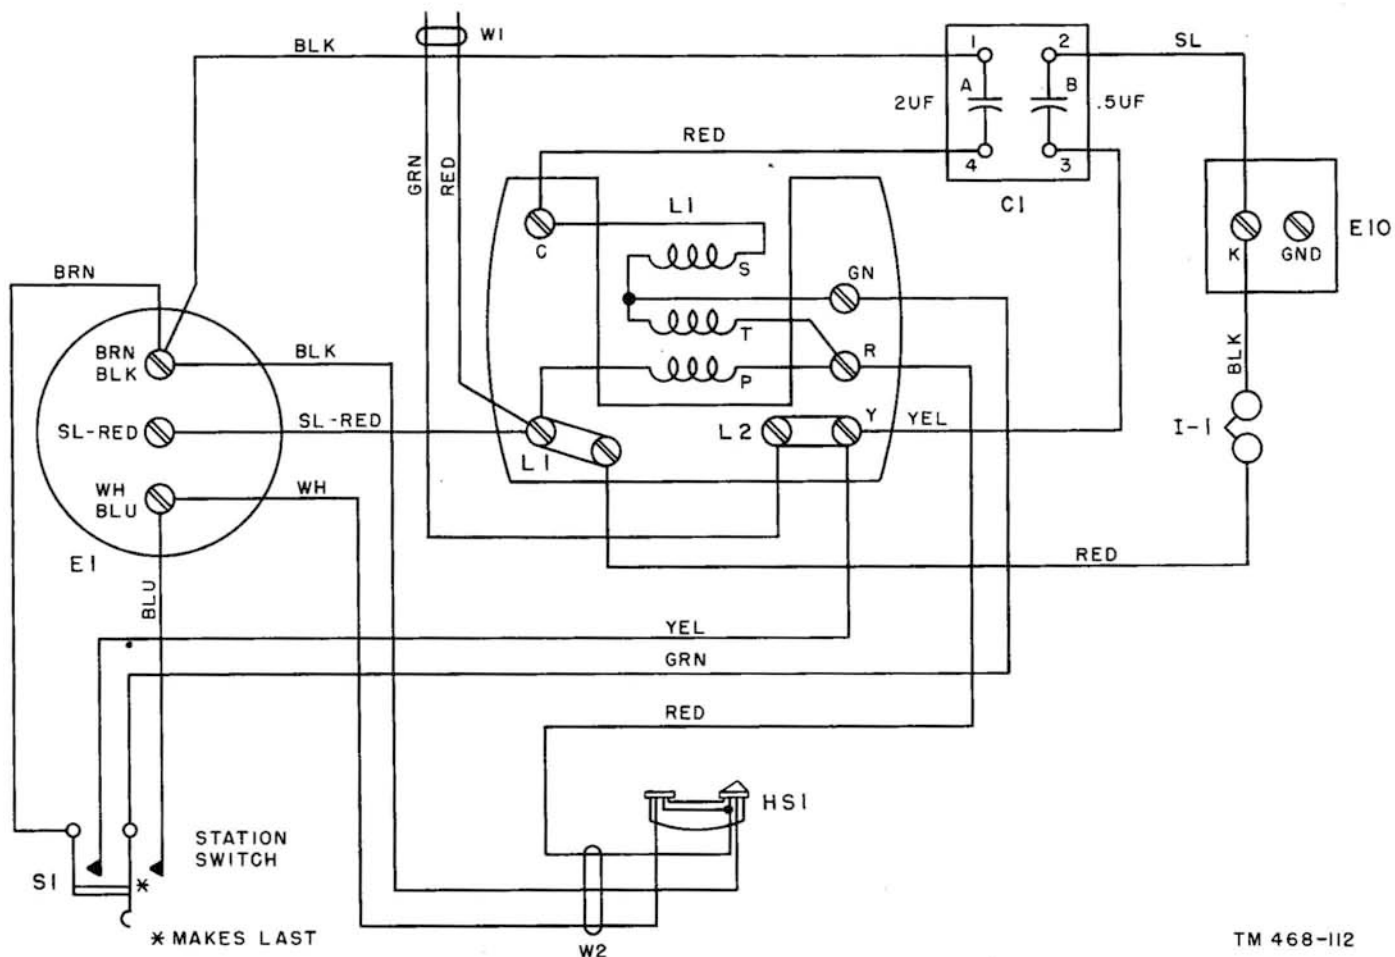 W1
BLK
1
2
SL
A
B
2UF
.5UF
RED
GRN
RED
4
3
C1
L1
C
S
E10
K
GND
BRN
GN
T
BRN
BLK
BLK
R
P
BLK
SL-RED
SL-RED
L2
Y
YEL
I-1
L1
WH
BLU
WH
E1
RED
BLU
YEL
GRN
RED
HS1
STATION
SWITCH
S1
*
* MAKES LAST
W2
TM 468-112